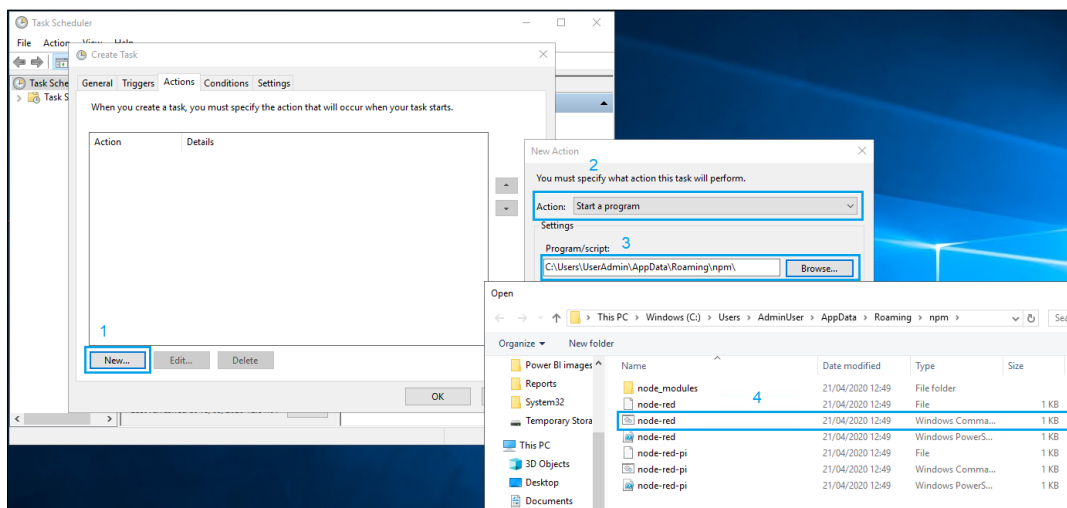 Task Scheduler
File Action View Help
Create Task
Task Sche
Task S
General Triggers Actions Conditions Settings
When you create a task, you must specify the action that will occur when your task starts.
Action Details
1
New... Edit... Delete
OK
New Action
2
You must specify what action this task will perform.
Action: Start a program
Settings
3
Program/script:
C:\Users\UserAdmin\AppData\Roaming\npm\ Browse...
Open
This PC > Windows (C:) > Users > AdminUser > AppData > Roaming > npm > Sea
Organize New folder
Power BI images
Reports
System32
Temporary Stora
This PC
3D Objects
Desktop
Documents
Name Date modified Type Size
4
node_modules 21/04/2020 12:49 File folder
node-red 21/04/2020 12:49 File 1 KB
node-red 21/04/2020 12:49 Windows Comma... 1 KB
node-red 21/04/2020 12:49 Windows PowerS... 1 KB
node-red-pi 21/04/2020 12:49 File 1 KB
node-red-pi 21/04/2020 12:49 Windows Comma... 1 KB
node-red-pi 21/04/2020 12:49 Windows PowerS... 1 KB